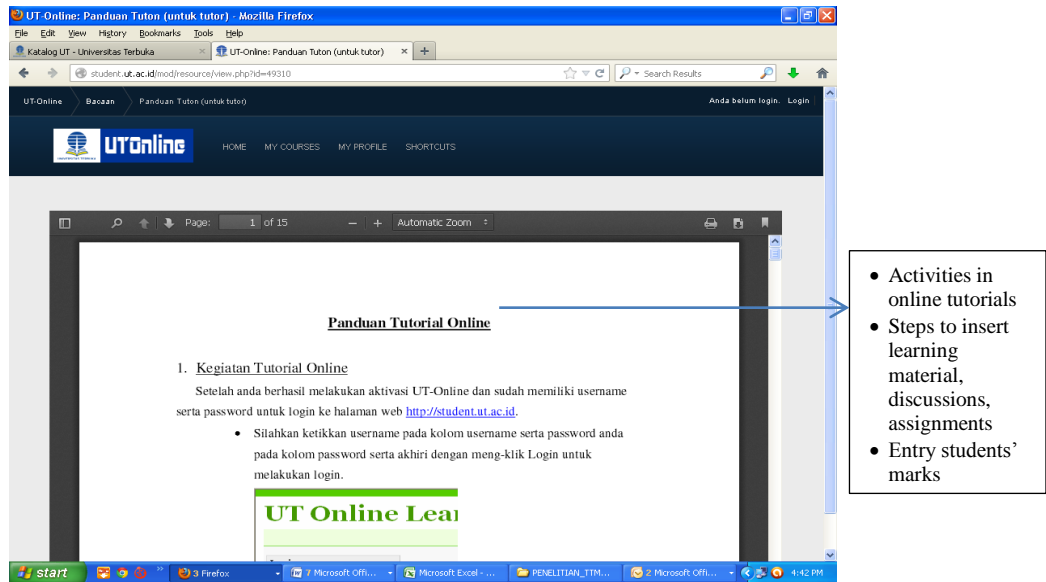 UT-Online: Panduan Tuton (untuk tutor) - Mozilla Firefox
File Edit View History Bookmarks Tools Help
Katalog UT - Universitas Terbuka × UT-Online: Panduan Tuton (untuk tutor) × +
student.ut.ac.id/mod/resource/view.php?id=49310 Search Results
UT-Online Bacaan Panduan Tuton (untuk tutor) Anda belum login. Login
UTOnline HOME MY COURSES MY PROFILE SHORTCUTS
Page: 1 of 15 — + Automatic Zoom
Panduan Tutorial Online
1. Kegiatan Tutorial Online
Setelah anda berhasil melakukan aktivasi UT-Online dan sudah memiliki username
serta password untuk login ke halaman web http://student.ut.ac.id.
• Silahkan ketikkan username pada kolom username serta password anda
pada kolom password serta akhiri dengan meng-klik Login untuk
melakukan login.
UT Online Lear
start » 3 Firefox 7 Microsoft Offi... Microsoft Excel - ... PENELITIAN_TTM... 2 Microsoft Offi... 4:42 PM
• Activities in
online tutorials
• Steps to insert
learning
material,
discussions,
assignments
• Entry students’
marks